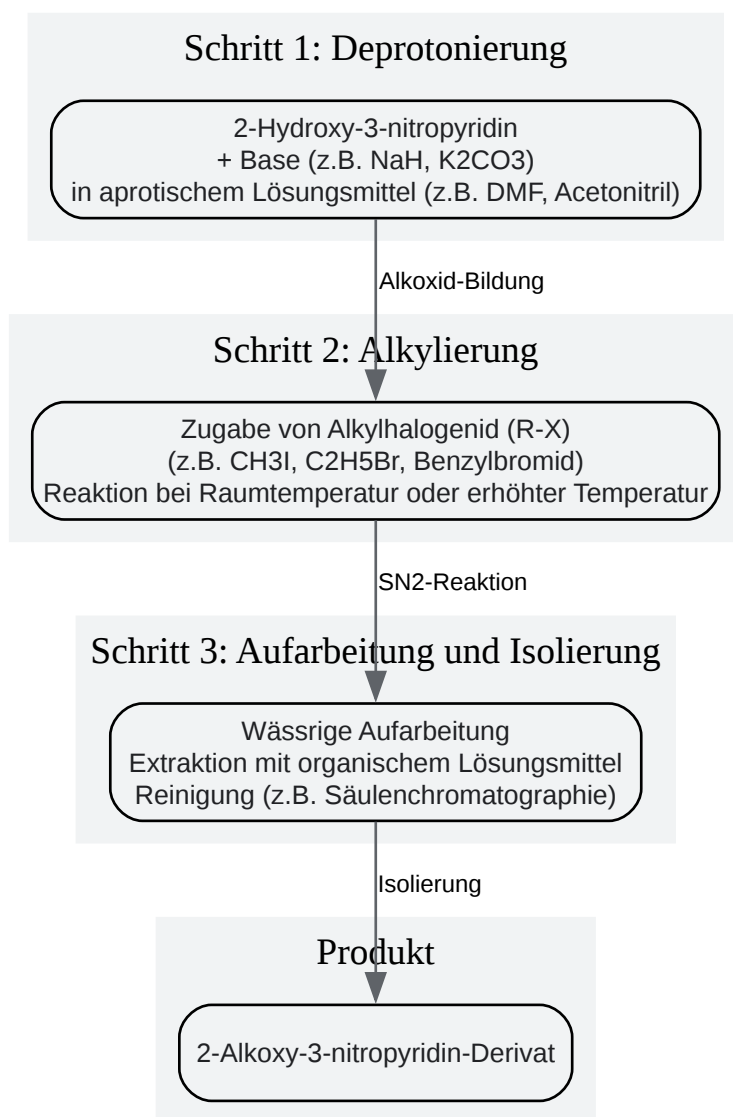 Schritt 1: Deprotonierung
2-Hydroxy-3-nitropyridin
+ Base (z.B. NaH, K2CO3)
in aprotischem Lösungsmittel (z.B. DMF, Acetonitril)
Alkoxid-Bildung
Schritt 2: Alkylierung
Zugabe von Alkylhalogenid (R-X)
(z.B. CH3I, C2H5Br, Benzylbromid)
Reaktion bei Raumtemperatur oder erhöhter Temperatur
SN2-Reaktion
Schritt 3: Aufarbeitung und Isolierung
Wässrige Aufarbeitung
Extraktion mit organischem Lösungsmittel
Reinigung (z.B. Säulenchromatographie)
Isolierung
Produkt
2-Alkoxy-3-nitropyridin-Derivat